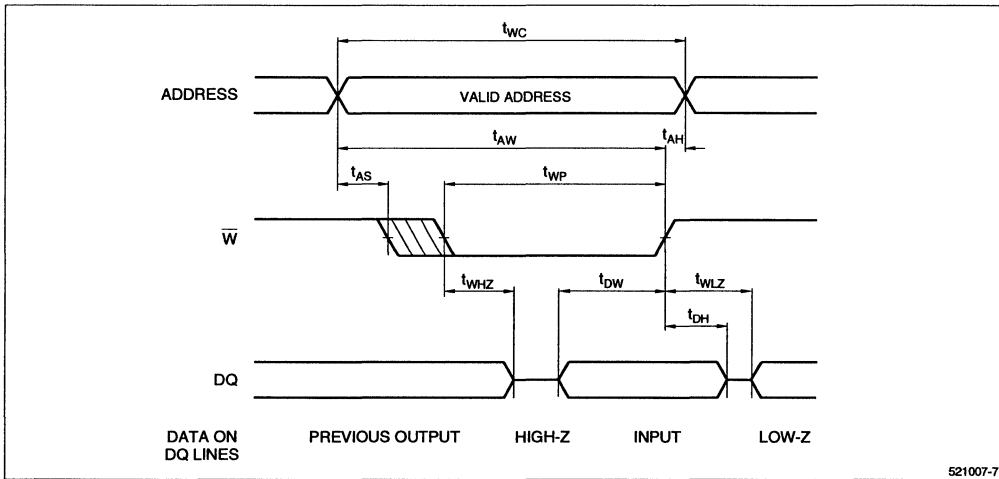 tWC
ADDRESS
VALID ADDRESS
tAW
tAH
tAS
tWP
W
tWHZ
tDW
tWLZ
tDH
DQ
DATA ON
DQ LINES
PREVIOUS OUTPUT
HIGH-Z
INPUT
LOW-Z
521007-7